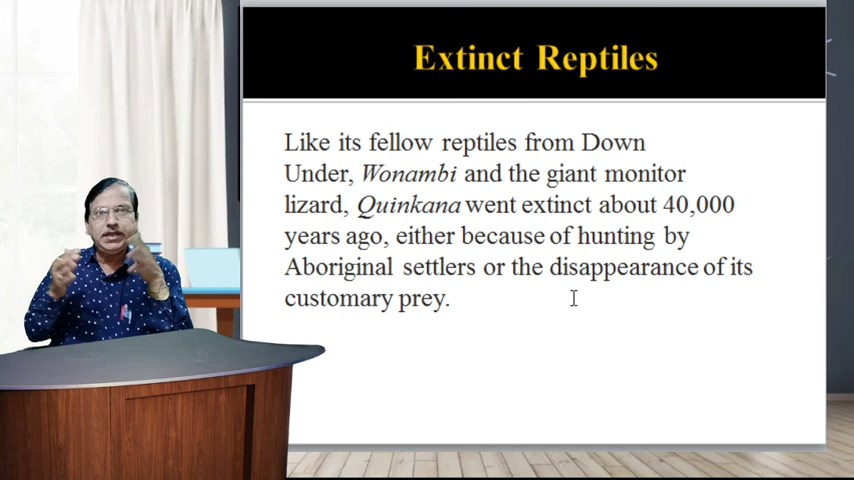 Extinct Reptiles
Like its fellow reptiles from Down
Under, Wonambi and the giant monitor
lizard, Quinkana went extinct about 40,000
years ago, either because of hunting by
Aboriginal settlers or the disappearance of its
customary prey.